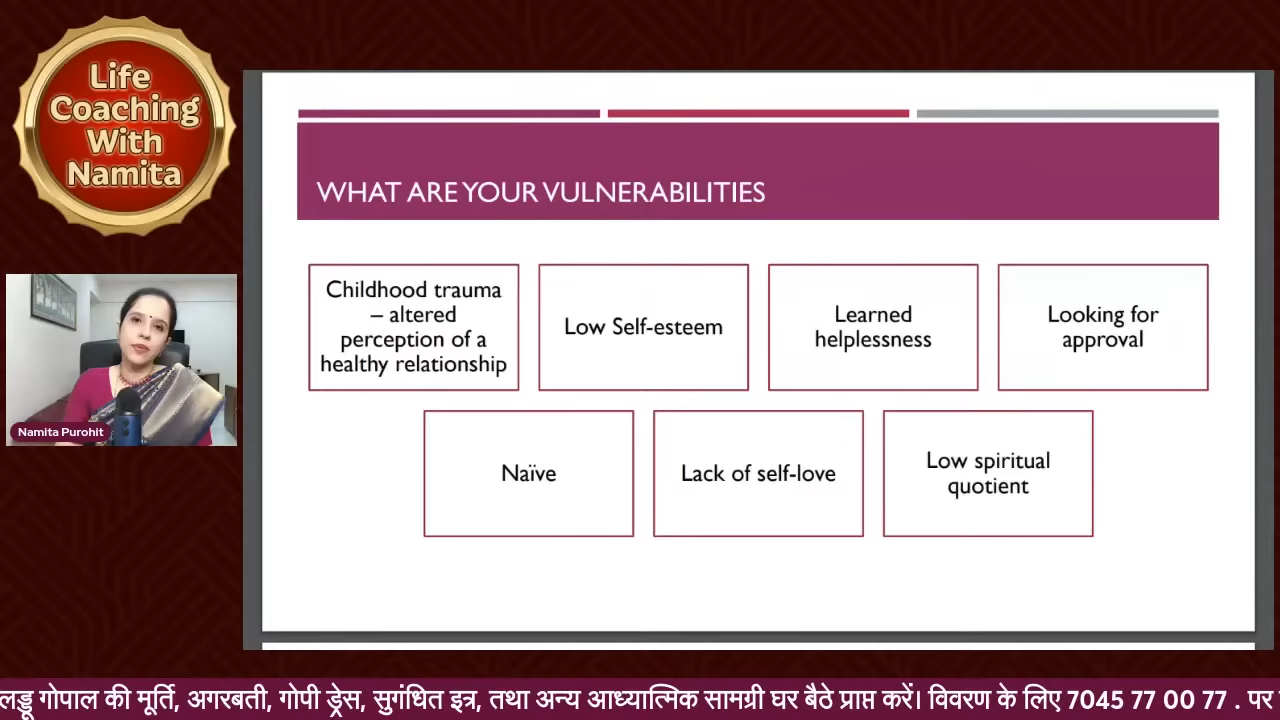 Life
Coaching
With
Namita
WHAT ARE YOUR VULNERABILITIES
Childhood trauma
– altered
perception of a
healthy relationship
Low Self-esteem
Learned
helplessness
Looking for
approval
Naïve
Lack of self-love
Low spiritual
quotient
Namita Purohit
लड्डू गोपाल की मूर्ति, अगरबती, गोपी ड्रेस, सुगंधित इत्र, तथा अन्य आध्यात्मिक सामग्री घर बैठे प्राप्त करें। विवरण के लिए 7045 77 00 77 . पर